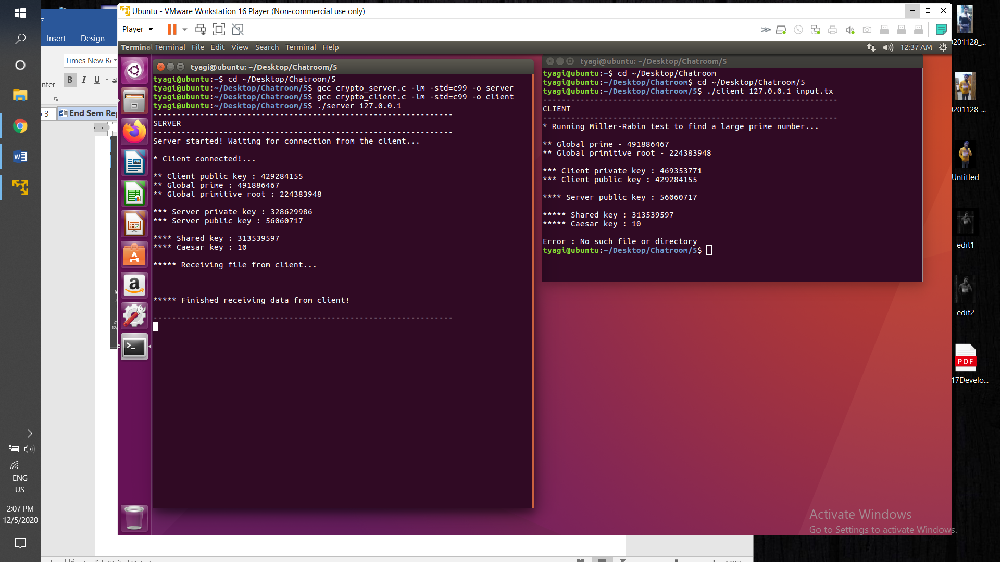 Ubuntu - VMware Workstation 16 Player (Non-commercial use only)
Player
Insert
Design
Times New Ro
B I U
End Sem Rep
Terminal
Terminal File Edit View Search Terminal Help
12:37 AM
tyagi@ubuntu: ~/Desktop/Chatroom/5
tyagi@ubuntu:~$ cd ~/Desktop/Chatroom/5
tyagi@ubuntu:~/Desktop/Chatroom/5$ gcc crypto_server.c -lm -std=c99 -o server
tyagi@ubuntu:~/Desktop/Chatroom/5$ gcc crypto_client.c -lm -std=c99 -o client
tyagi@ubuntu:~/Desktop/Chatroom/5$ ./server 127.0.0.1
----------------------------------------------------------------
SERVER
----------------------------------------------------------------
Server started! Waiting for connection from the client...
* Client connected!...
** Client public key : 429284155
** Global prime : 491886467
** Global primitive root : 224383948
*** Server private key : 328629986
*** Server public key : 56060717
**** Shared key : 313539597
**** Caesar key : 10
***** Receiving file from client...
***** Finished receiving data from client!
----------------------------------------------------------------
tyagi@ubuntu: ~/Desktop/Chatroom/5
tyagi@ubuntu:~$ cd ~/Desktop/Chatroom
tyagi@ubuntu:~/Desktop/Chatroom$ cd ~/Desktop/Chatroom/5
tyagi@ubuntu:~/Desktop/Chatroom/5$ ./client 127.0.0.1 input.tx
---------------------------------------------------------------
CLIENT
---------------------------------------------------------------
* Running Miller-Rabin test to find a large prime number...
** Global prime - 491886467
** Global primitive root - 224383948
*** Client private key : 469353771
*** Client public key : 429284155
**** Server public key : 56060717
***** Shared key : 313539597
***** Caesar key : 10
Error : No such file or directory
tyagi@ubuntu:~/Desktop/Chatroom/5$
0201128_...
0201128_...
Untitled
edit1
edit2
PDF
17Develo...
Activate Windows
Go to Settings to activate Windows.
ENG
US
2:07 PM
12/5/2020